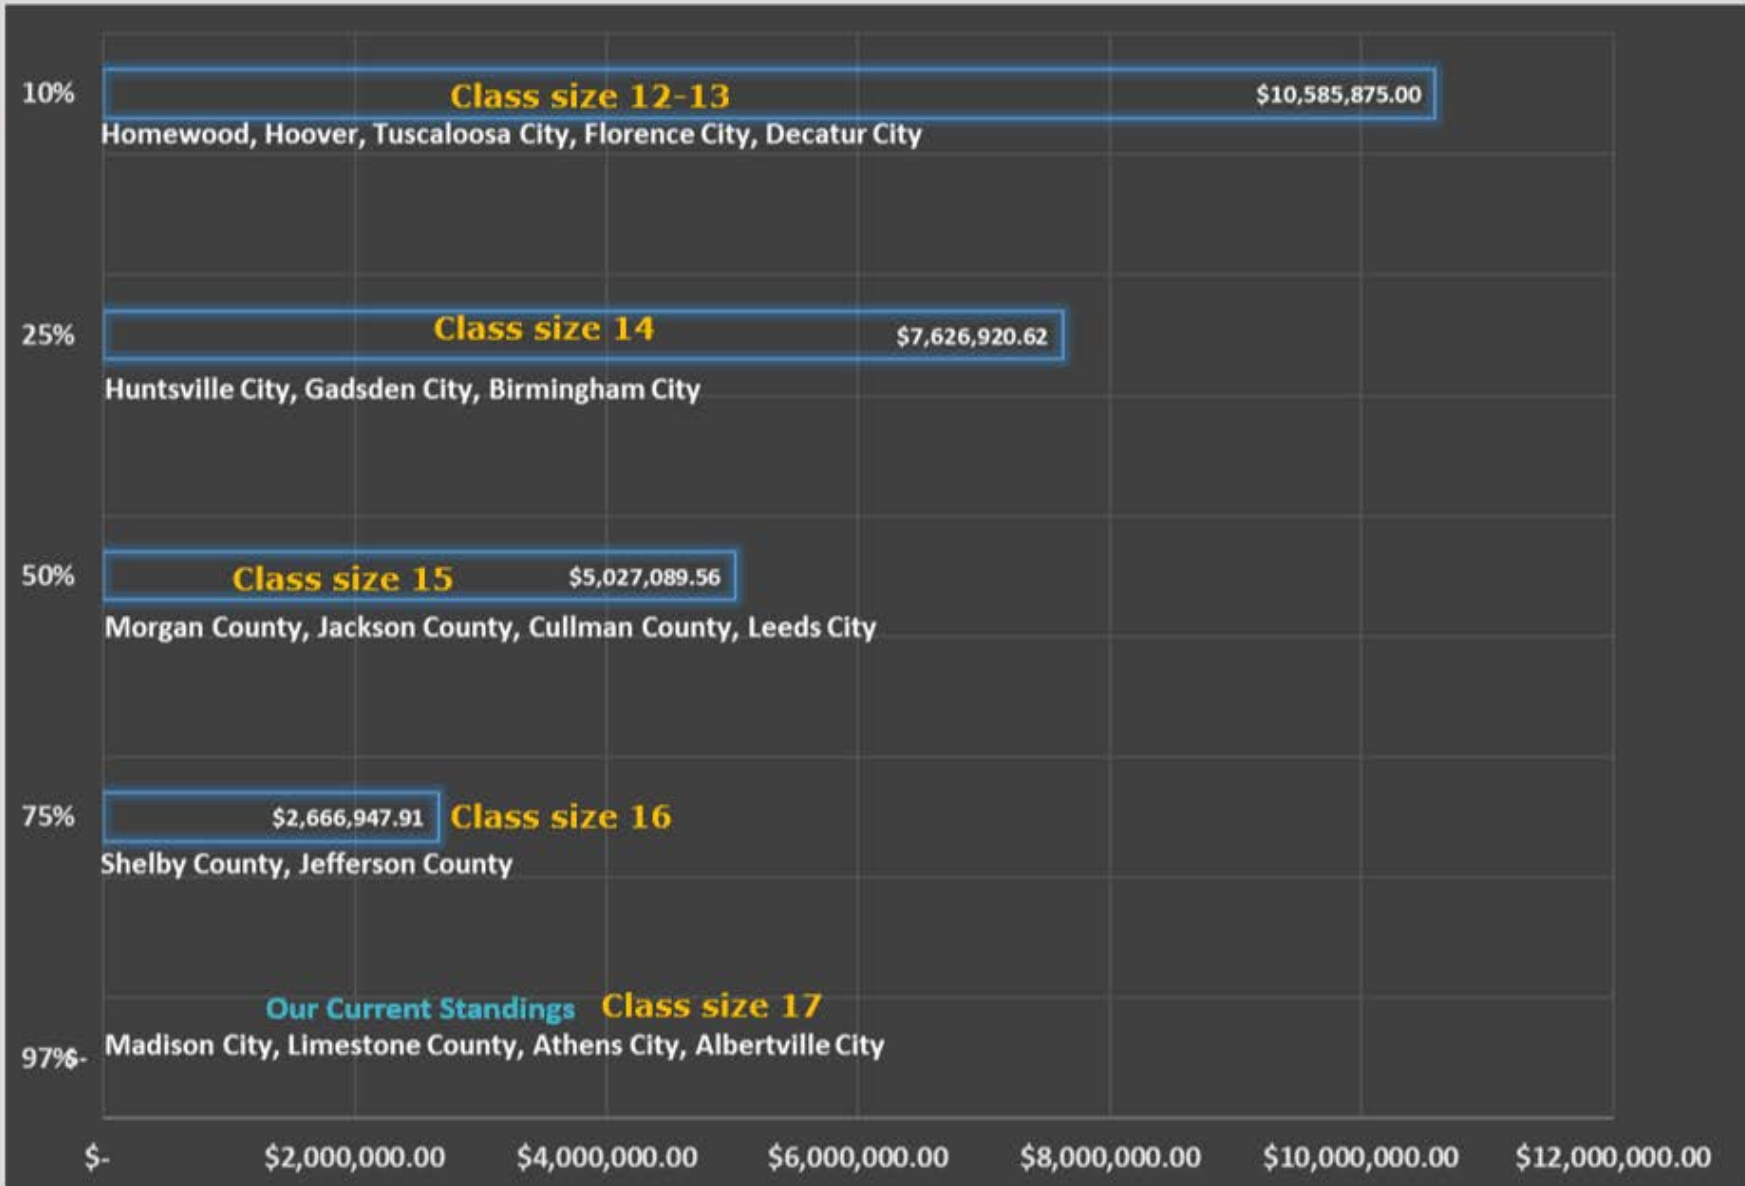 10%
Class size 12-13
$10,585,875.00
Homewood, Hoover, Tuscaloosa City, Florence City, Decatur City
25%
Class size 14
$7,626,920.62
Huntsville City, Gadsden City, Birmingham City
50%
Class size 15
$5,027,089.56
Morgan County, Jackson County, Cullman County, Leeds City
75%
$2,666,947.91
Class size 16
Shelby County, Jefferson County
Our Current Standings
Class size 17
Madison City, Limestone County, Athens City, Albertville City
97%
$-
$-
$2,000,000.00
$4,000,000.00
$6,000,000.00
$8,000,000.00
$10,000,000.00
$12,000,000.00